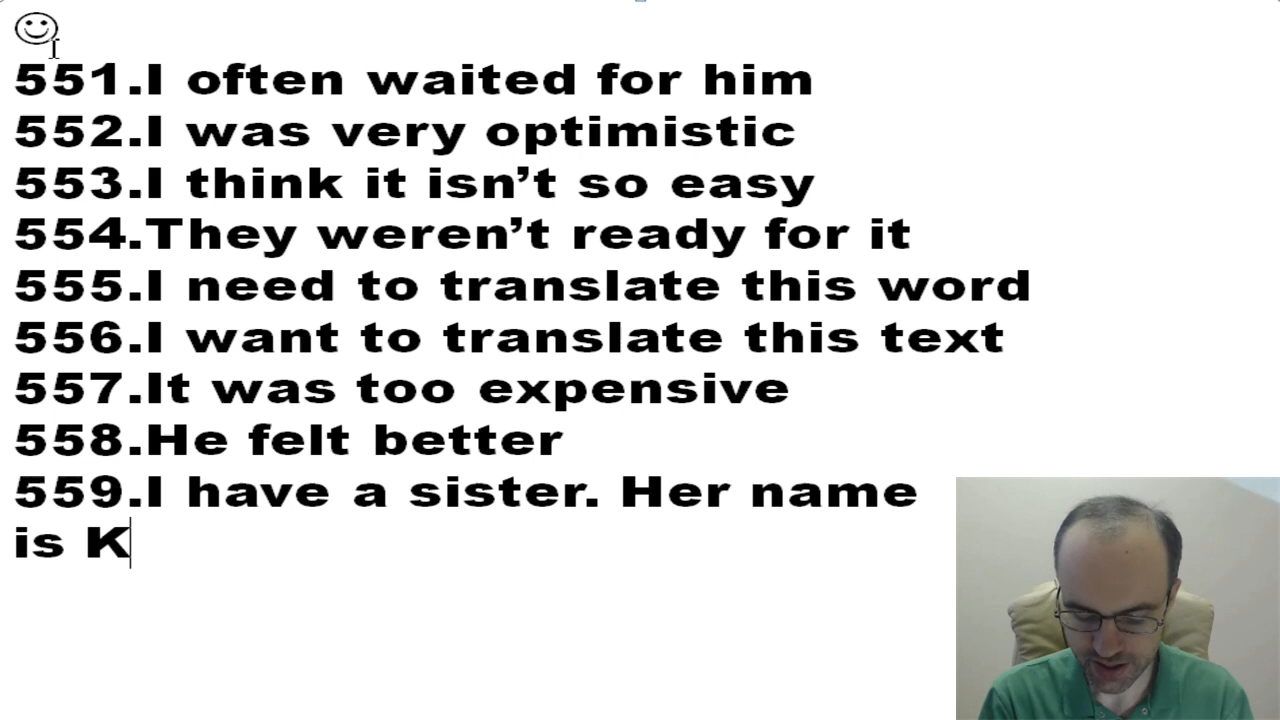 551.I often waited for him
552.I was very optimistic
553.I think it isn’t so easy
554.They weren’t ready for it
555.I need to translate this word
556.I want to translate this text
557.It was too expensive
558.He felt better
559.I have a sister. Her name
is K